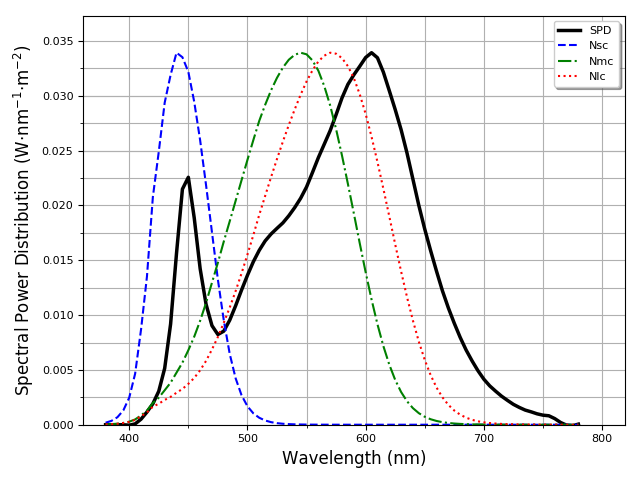 SPD
Nsc
Nmc
Nlc
Spectral Power Distribution (W·nm⁻¹·m⁻²)
0.035
0.030
0.025
0.020
0.015
0.010
0.005
0.000
400 500 600 700 800
Wavelength (nm)